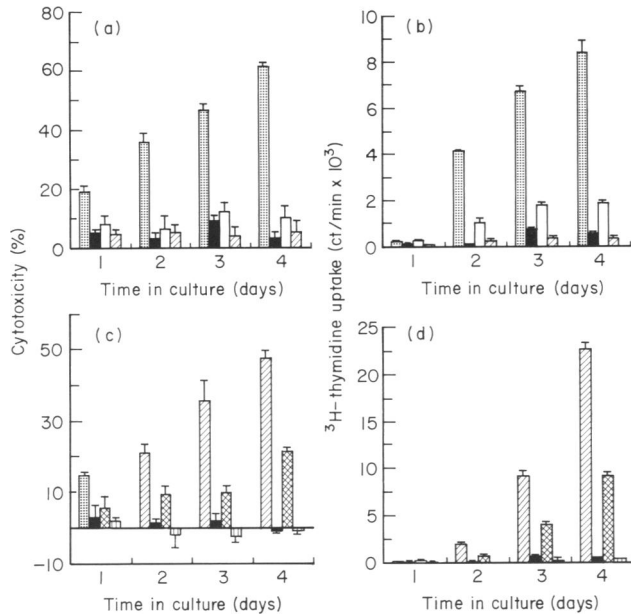 (a)
80
60
40
20
0
1 2 3 4
Time in culture (days)
(b)
10
8
6
4
2
0
1 2 3 4
Time in culture (days)
Cytotoxicity (%)
³H-thymidine uptake (ct/min x 10³)
(c)
50
30
10
-10
1 2 3 4
Time in culture (days)
(d)
25
20
15
10
5
0
1 2 3 4
Time in culture (days)